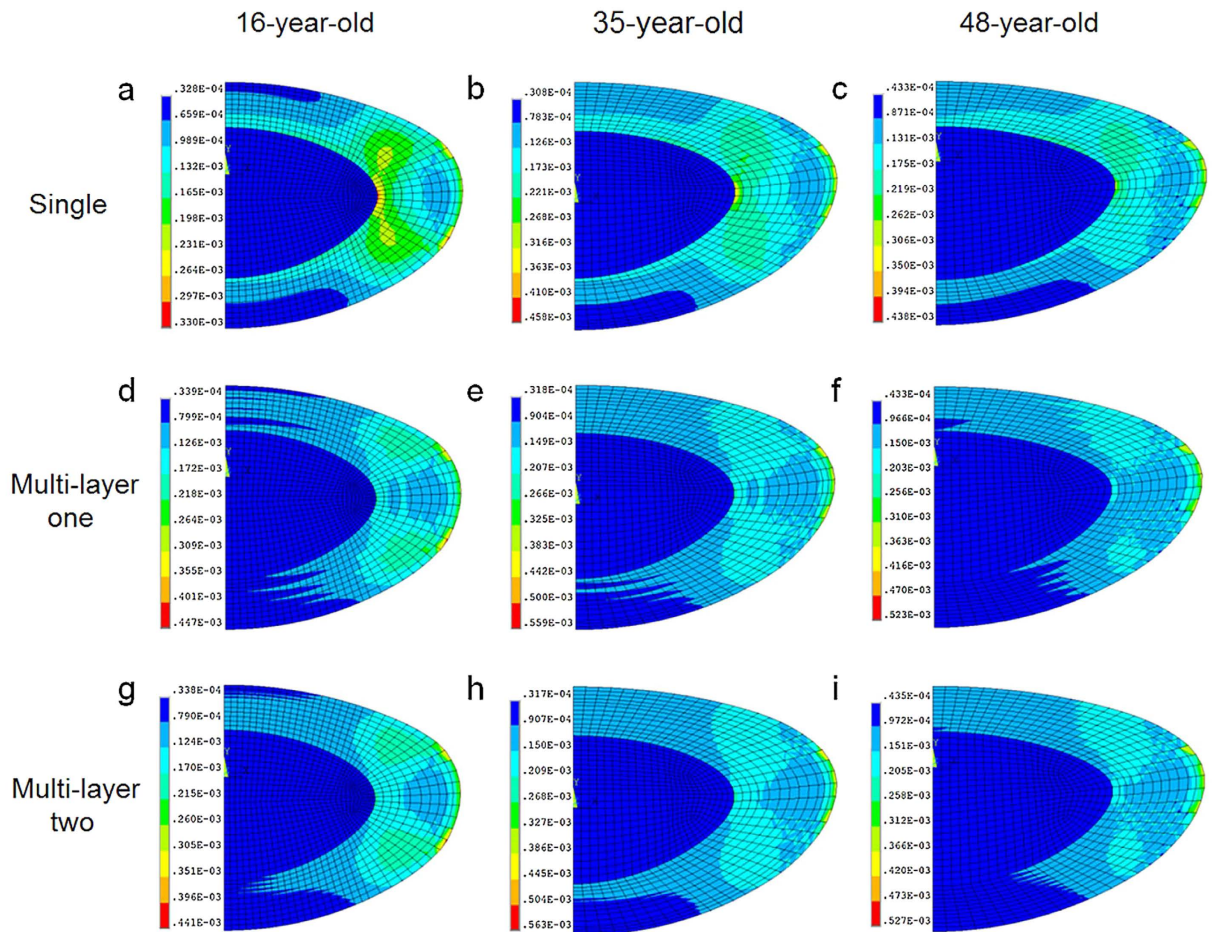 16-year-old 35-year-old 48-year-old
Single
a
.328E-04
.659E-04
.989E-04
.132E-03
.165E-03
.198E-03
.231E-03
.264E-03
.297E-03
.330E-03
Y
b
.308E-04
.783E-04
.126E-03
.173E-03
.221E-03
.268E-03
.316E-03
.363E-03
.410E-03
.458E-03
Y
c
.433E-04
.871E-04
.131E-03
.175E-03
.219E-03
.262E-03
.306E-03
.350E-03
.394E-03
.438E-03
Y
Multi-layer
one
d
.339E-04
.799E-04
.126E-03
.172E-03
.218E-03
.264E-03
.309E-03
.355E-03
.401E-03
.447E-03
Y
e
.318E-04
.904E-04
.149E-03
.207E-03
.266E-03
.325E-03
.383E-03
.442E-03
.500E-03
.559E-03
Y
f
.433E-04
.966E-04
.150E-03
.203E-03
.256E-03
.310E-03
.363E-03
.416E-03
.470E-03
.523E-03
Y
Multi-layer
two
g
.338E-04
.790E-04
.124E-03
.170E-03
.215E-03
.260E-03
.305E-03
.351E-03
.396E-03
.441E-03
Y
h
.317E-04
.907E-04
.150E-03
.209E-03
.268E-03
.327E-03
.386E-03
.445E-03
.504E-03
.563E-03
Y
i
.435E-04
.972E-04
.151E-03
.205E-03
.258E-03
.312E-03
.366E-03
.420E-03
.473E-03
.527E-03
Y